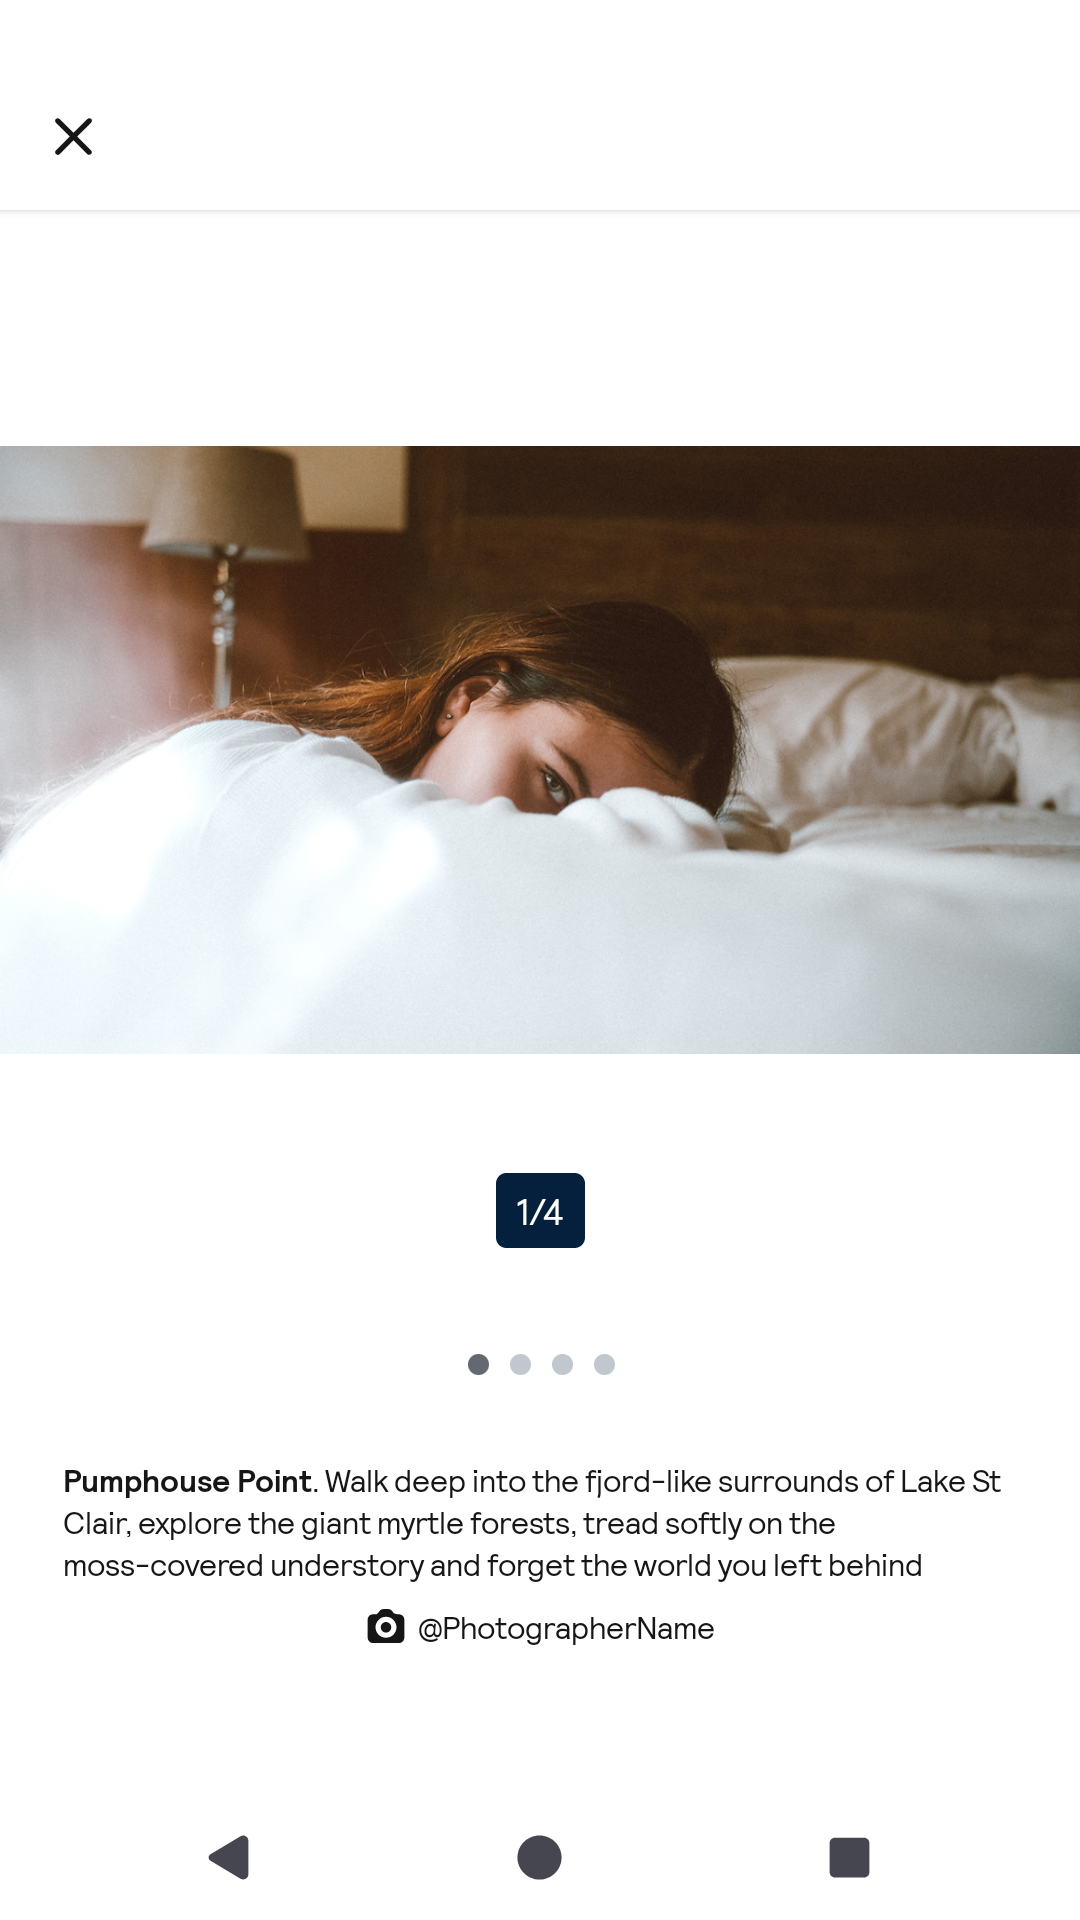 1/4
Pumphouse Point. Walk deep into the fjord-like surrounds of Lake St
Clair, explore the giant myrtle forests, tread softly on the
moss-covered understory and forget the world you left behind
@PhotographerName